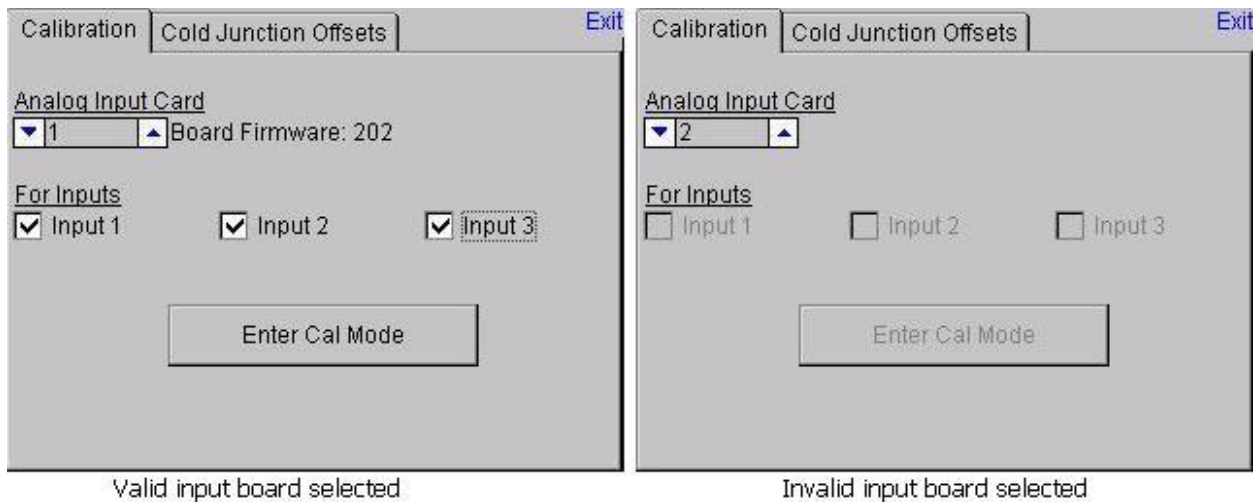 Calibration Cold Junction Offsets Exit
Analog Input Card
1 Board Firmware: 202
For Inputs
Input 1 Input 2 Input 3
Enter Cal Mode
Valid input board selected
Calibration Cold Junction Offsets Exit
Analog Input Card
2
For Inputs
Input 1 Input 2 Input 3
Enter Cal Mode
Invalid input board selected